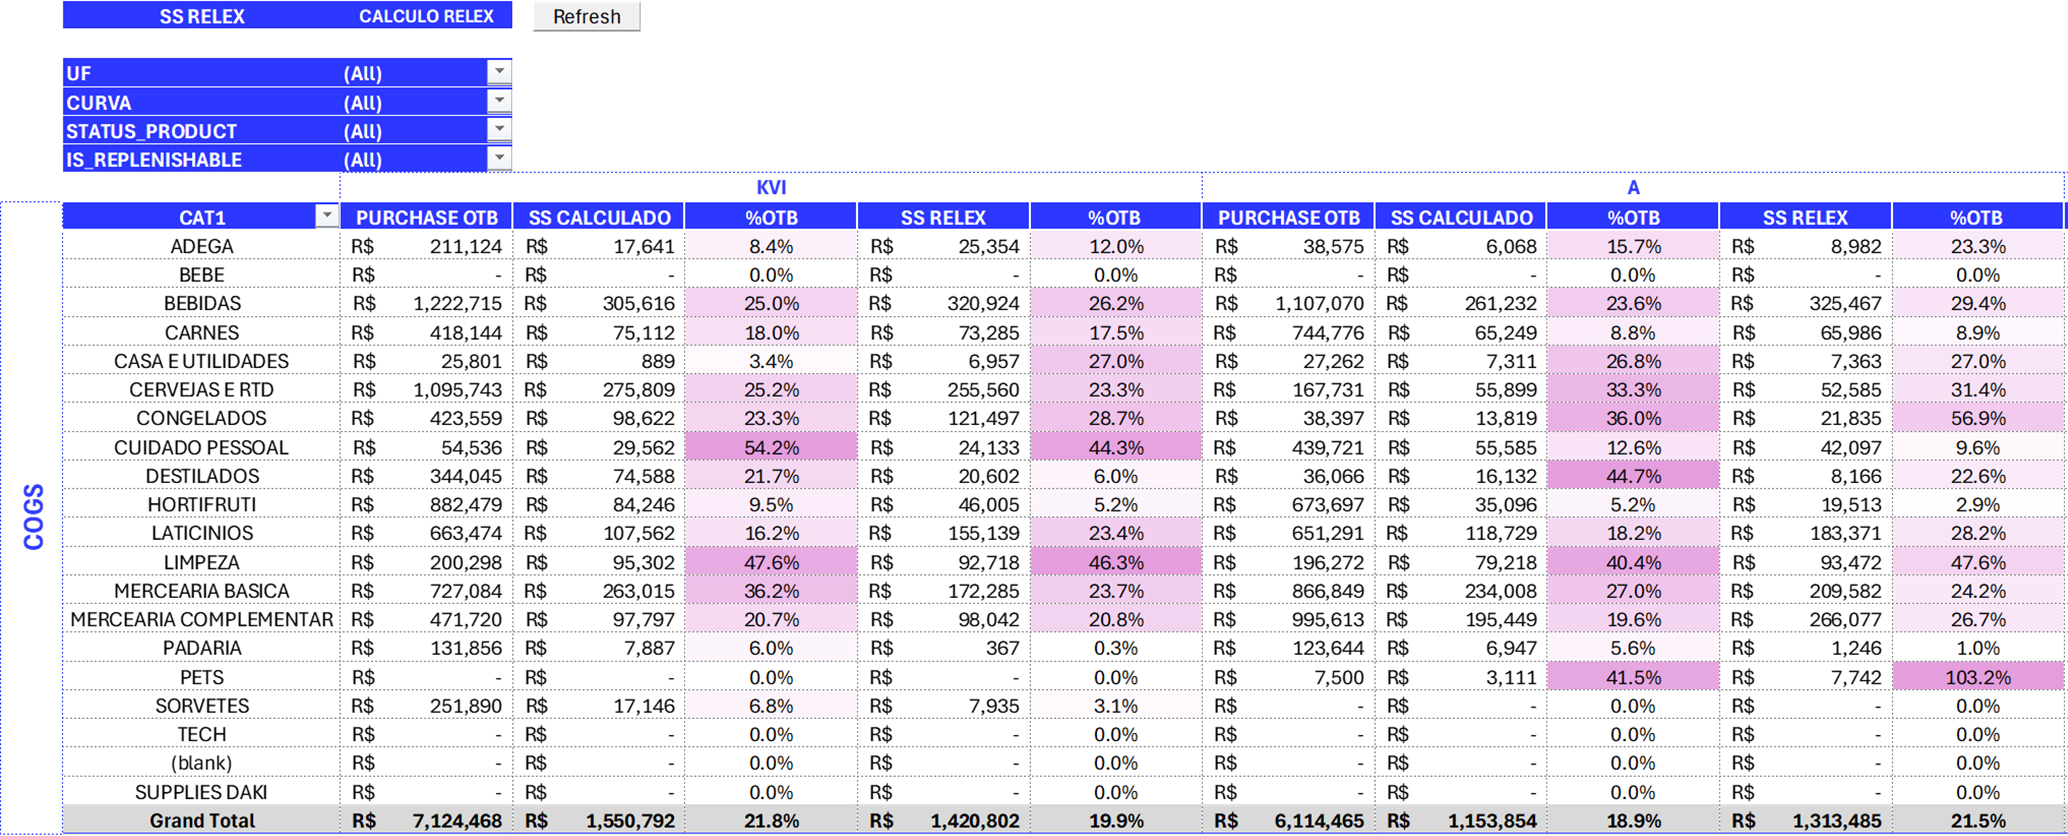 SS RELEX CALCULO RELEX Refresh
UF (All)
CURVA (All)
STATUS_PRODUCT (All)
IS_REPLENISHABLE (All)
KVI A
CAT1 PURCHASE OTB SS CALCULADO %OTB SS RELEX %OTB PURCHASE OTB SS CALCULADO %OTB SS RELEX %OTB
ADEGA R$ 211,124 R$ 17,641 8.4% R$ 25,354 12.0% R$ 38,575 R$ 6,068 15.7% R$ 8,982 23.3%
BEBE R$ - R$ - 0.0% R$ - 0.0% R$ - R$ - 0.0% R$ - 0.0%
BEBIDAS R$ 1,222,715 R$ 305,616 25.0% R$ 320,924 26.2% R$ 1,107,070 R$ 261,232 23.6% R$ 325,467 29.4%
CARNES R$ 418,144 R$ 75,112 18.0% R$ 73,285 17.5% R$ 744,776 R$ 65,249 8.8% R$ 65,986 8.9%
CASA E UTILIDADES R$ 25,801 R$ 889 3.4% R$ 6,957 27.0% R$ 27,262 R$ 7,311 26.8% R$ 7,363 27.0%
CERVEJAS E RTD R$ 1,095,743 R$ 275,809 25.2% R$ 255,560 23.3% R$ 167,731 R$ 55,899 33.3% R$ 52,585 31.4%
CONGELADOS R$ 423,559 R$ 98,622 23.3% R$ 121,497 28.7% R$ 38,397 R$ 13,819 36.0% R$ 21,835 56.9%
CUIDADO PESSOAL R$ 54,536 R$ 29,562 54.2% R$ 24,133 44.3% R$ 439,721 R$ 55,585 12.6% R$ 42,097 9.6%
DESTILADOS R$ 344,045 R$ 74,588 21.7% R$ 20,602 6.0% R$ 36,066 R$ 16,132 44.7% R$ 8,166 22.6%
HORTIFRUTI R$ 882,479 R$ 84,246 9.5% R$ 46,005 5.2% R$ 673,697 R$ 35,096 5.2% R$ 19,513 2.9%
LATICINIOS R$ 663,474 R$ 107,562 16.2% R$ 155,139 23.4% R$ 651,291 R$ 118,729 18.2% R$ 183,371 28.2%
LIMPEZA R$ 200,298 R$ 95,302 47.6% R$ 92,718 46.3% R$ 196,272 R$ 79,218 40.4% R$ 93,472 47.6%
MERCEARIA BASICA R$ 727,084 R$ 263,015 36.2% R$ 172,285 23.7% R$ 866,849 R$ 234,008 27.0% R$ 209,582 24.2%
MERCEARIA COMPLEMENTAR R$ 471,720 R$ 97,797 20.7% R$ 98,042 20.8% R$ 995,613 R$ 195,449 19.6% R$ 266,077 26.7%
PADARIA R$ 131,856 R$ 7,887 6.0% R$ 367 0.3% R$ 123,644 R$ 6,947 5.6% R$ 1,246 1.0%
PETS R$ - R$ - 0.0% R$ - 0.0% R$ 7,500 R$ 3,111 41.5% R$ 7,742 103.2%
SORVETES R$ 251,890 R$ 17,146 6.8% R$ 7,935 3.1% R$ - R$ - 0.0% R$ - 0.0%
TECH R$ - R$ - 0.0% R$ - 0.0% R$ - R$ - 0.0% R$ - 0.0%
(blank) R$ - R$ - 0.0% R$ - 0.0% R$ - R$ - 0.0% R$ - 0.0%
SUPPLIES DAKI R$ - R$ - 0.0% R$ - 0.0% R$ - R$ - 0.0% R$ - 0.0%
Grand Total R$ 7,124,468 R$ 1,550,792 21.8% R$ 1,420,802 19.9% R$ 6,114,465 R$ 1,153,854 18.9% R$ 1,313,485 21.5%
COGS